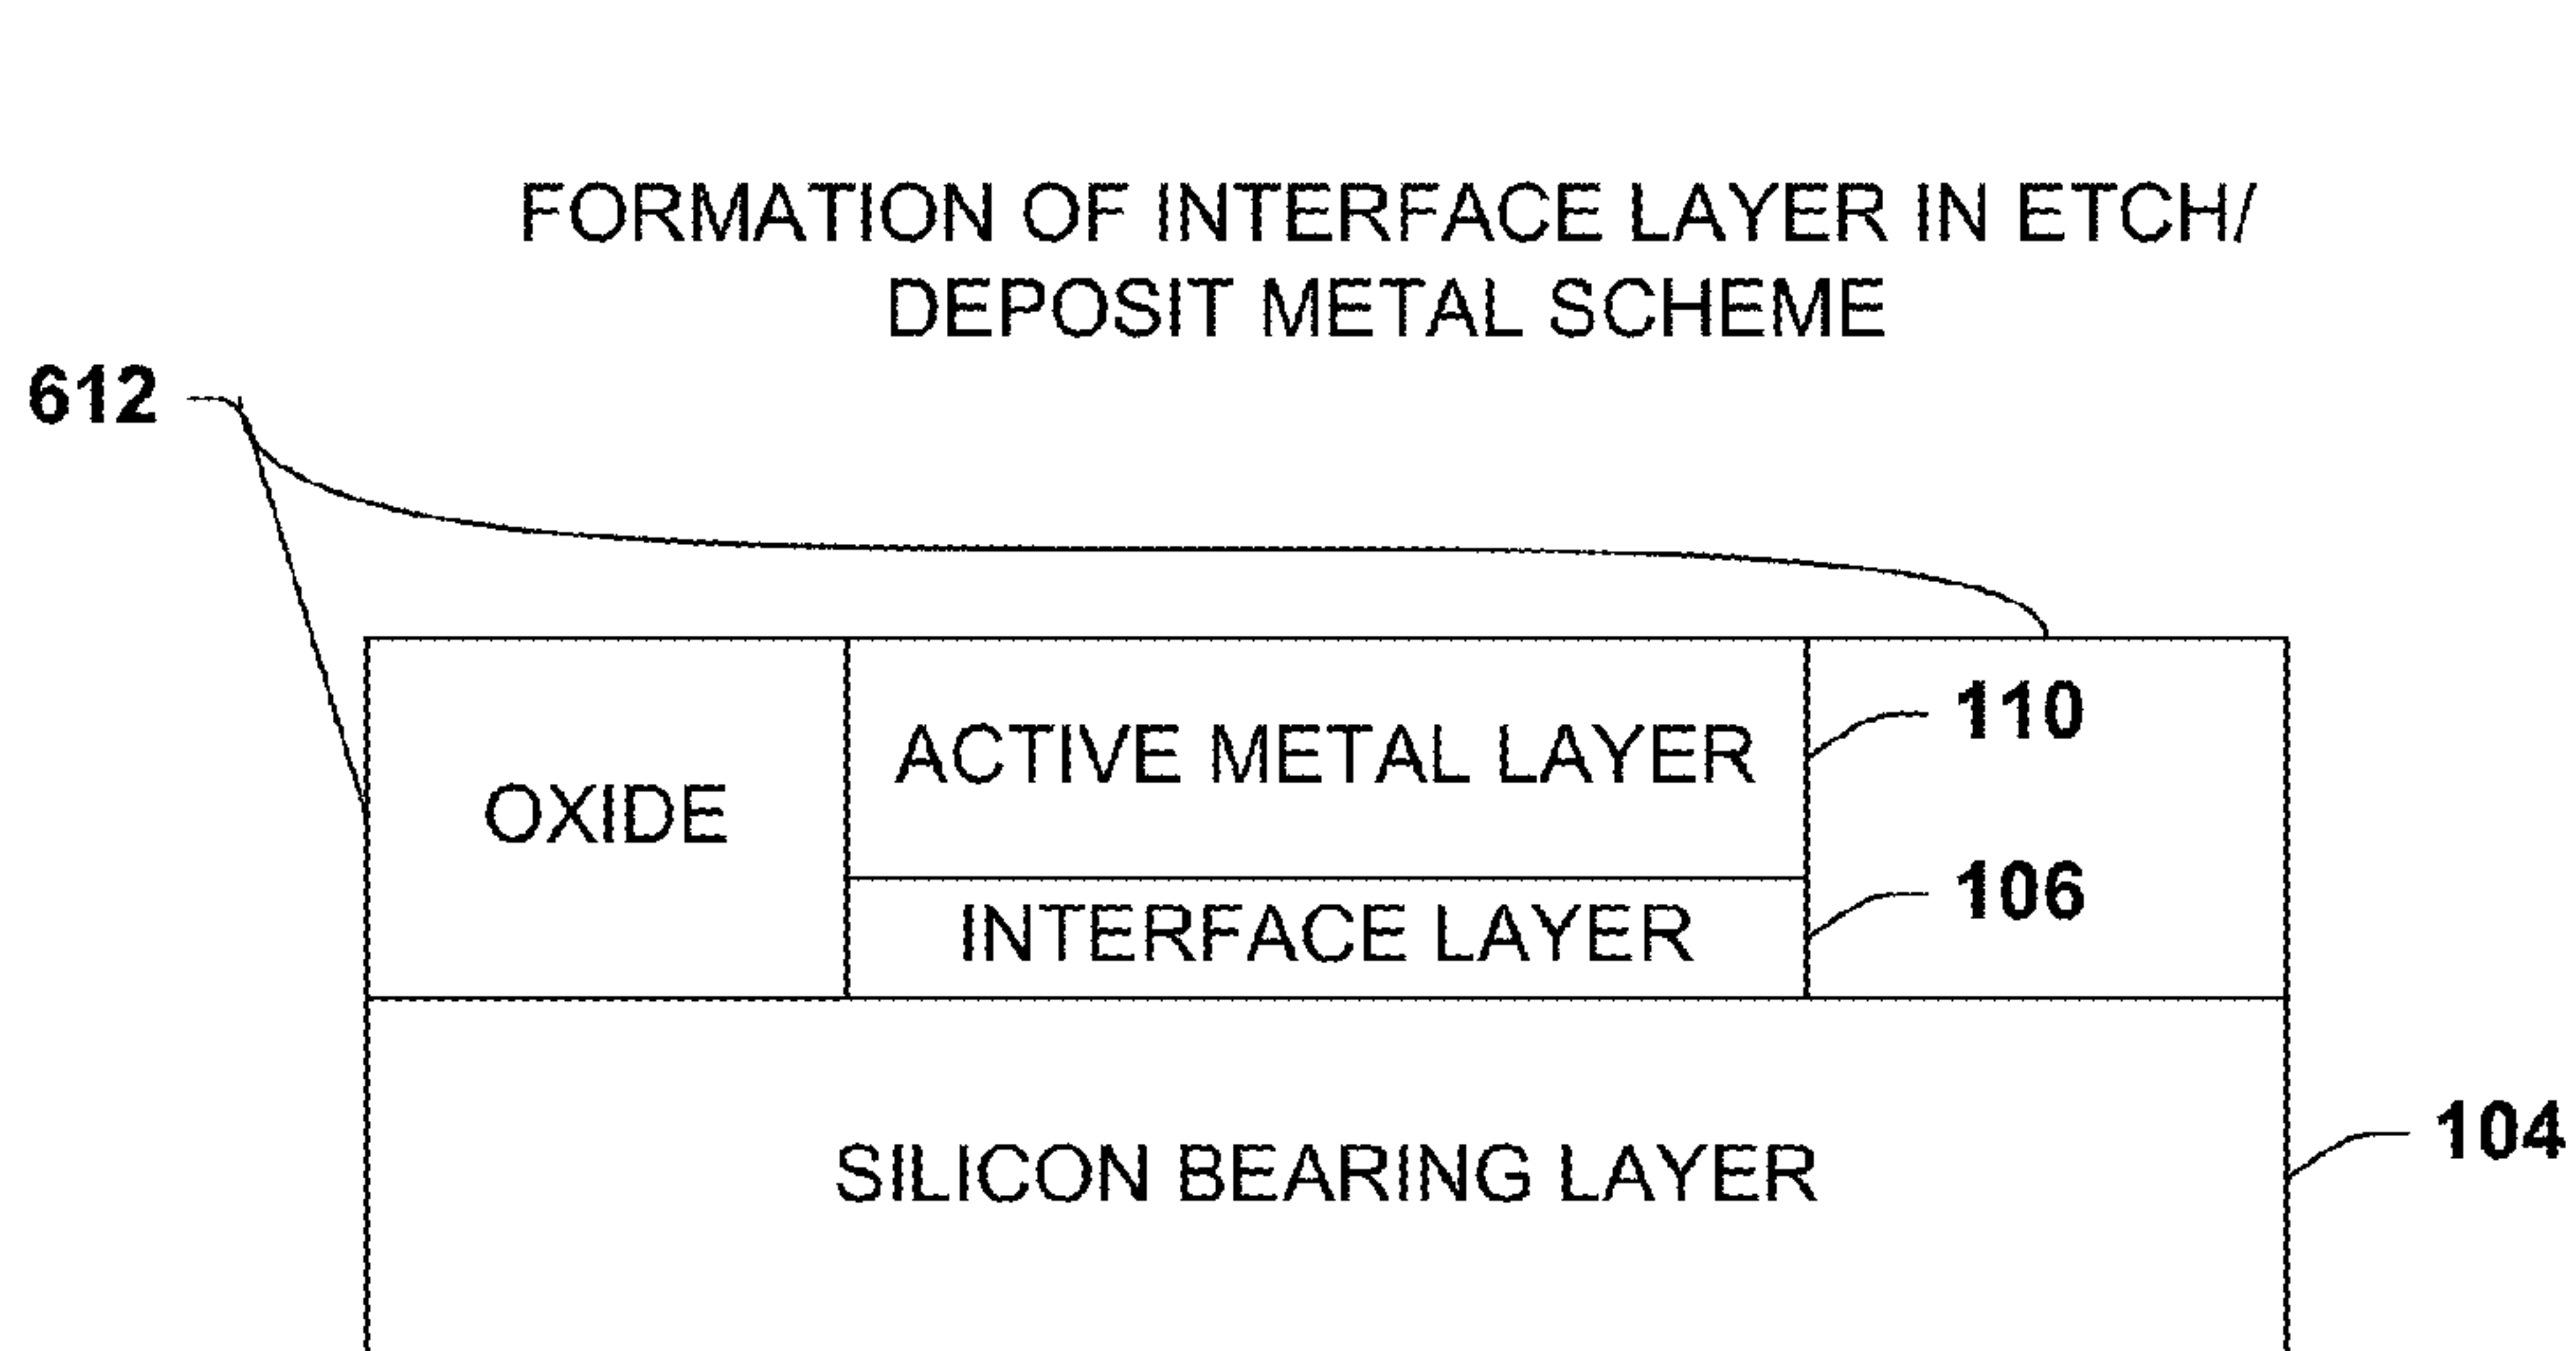 FORMATION OF INTERFACE LAYER IN ETCH/
DEPOSIT METAL SCHEME
612
110
ACTIVE METAL LAYER
OXIDE
106
INTERFACE LAYER
104
SILICON BEARING LAYER